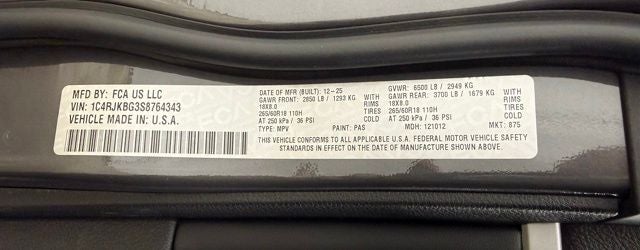 MFD BY: FCA US LLC
VIN: 1C4RJKBG3S8764343
VEHICLE MADE IN: U.S.A.
DATE OF MFR (BUILT): 12-25
GAWR FRONT: 2850 LB / 1293 KG
18X8.0
265/60R18 110H
AT 250 kPa / 36 PSI
RIMS
TIRES
COLD
GVWR: 6500 LB / 2949 KG
GAWR REAR: 3700 LB / 1679 KG
18X8.0
265/60R18 110H
AT 250 kPa / 36 PSI
RIMS
TIRES
COLD
TYPE: MPV PAINT: PAS MDH: 121012 MKT: 875
THIS VEHICLE CONFORMS TO ALL APPLICABLE U.S.A. FEDERAL MOTOR VEHICLE SAFETY
STANDARDS IN EFFECT ON THE DATE OF MANUFACTURE SHOWN ABOVE.